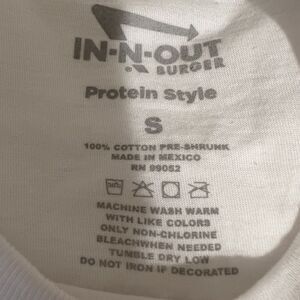 IN-N-OUT
BURGER
Protein Style
S
100% COTTON PRE-SHRUNK
MADE IN MEXICO
RN 99052
MACHINE WASH WARM
WITH LIKE COLORS
ONLY NON-CHLORINE
BLEACHWHEN NEEDED
TUMBLE DRY LOW
DO NOT IRON IF DECORATED